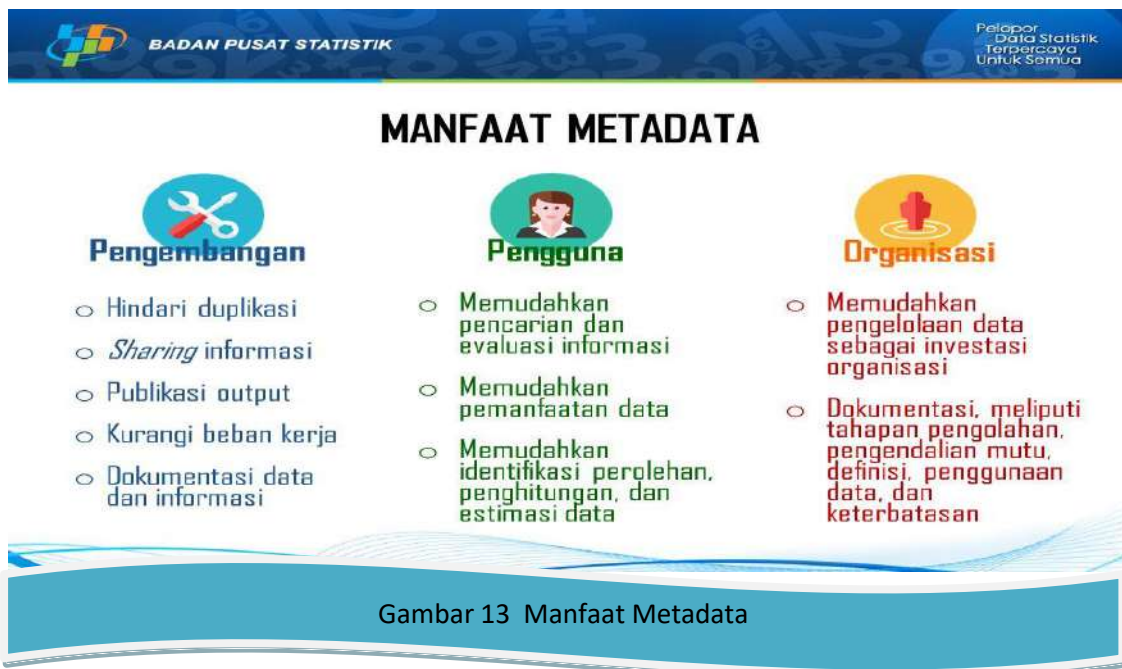 BADAN PUSAT STATISTIK
Pelopor
Data Statistik
Terpercaya
Untuk Semua
MANFAAT METADATA
Pengembangan
Hindari duplikasi
Sharing informasi
Publikasi output
Kurangi beban kerja
Dokumentasi data
dan informasi
Pengguna
Memudahkan
pencarian dan
evaluasi informasi
Memudahkan
pemanfaatan data
Memudahkan
identifikasi perolehan,
penghitungan, dan
estimasi data
Organisasi
Memudahkan
pengelolaan data
sebagai investasi
organisasi
Dokumentasi, meliputi
tahapan pengolahan,
pengendalian mutu,
definisi, penggunaan
data, dan
keterbatasan
Gambar 13 Manfaat Metadata